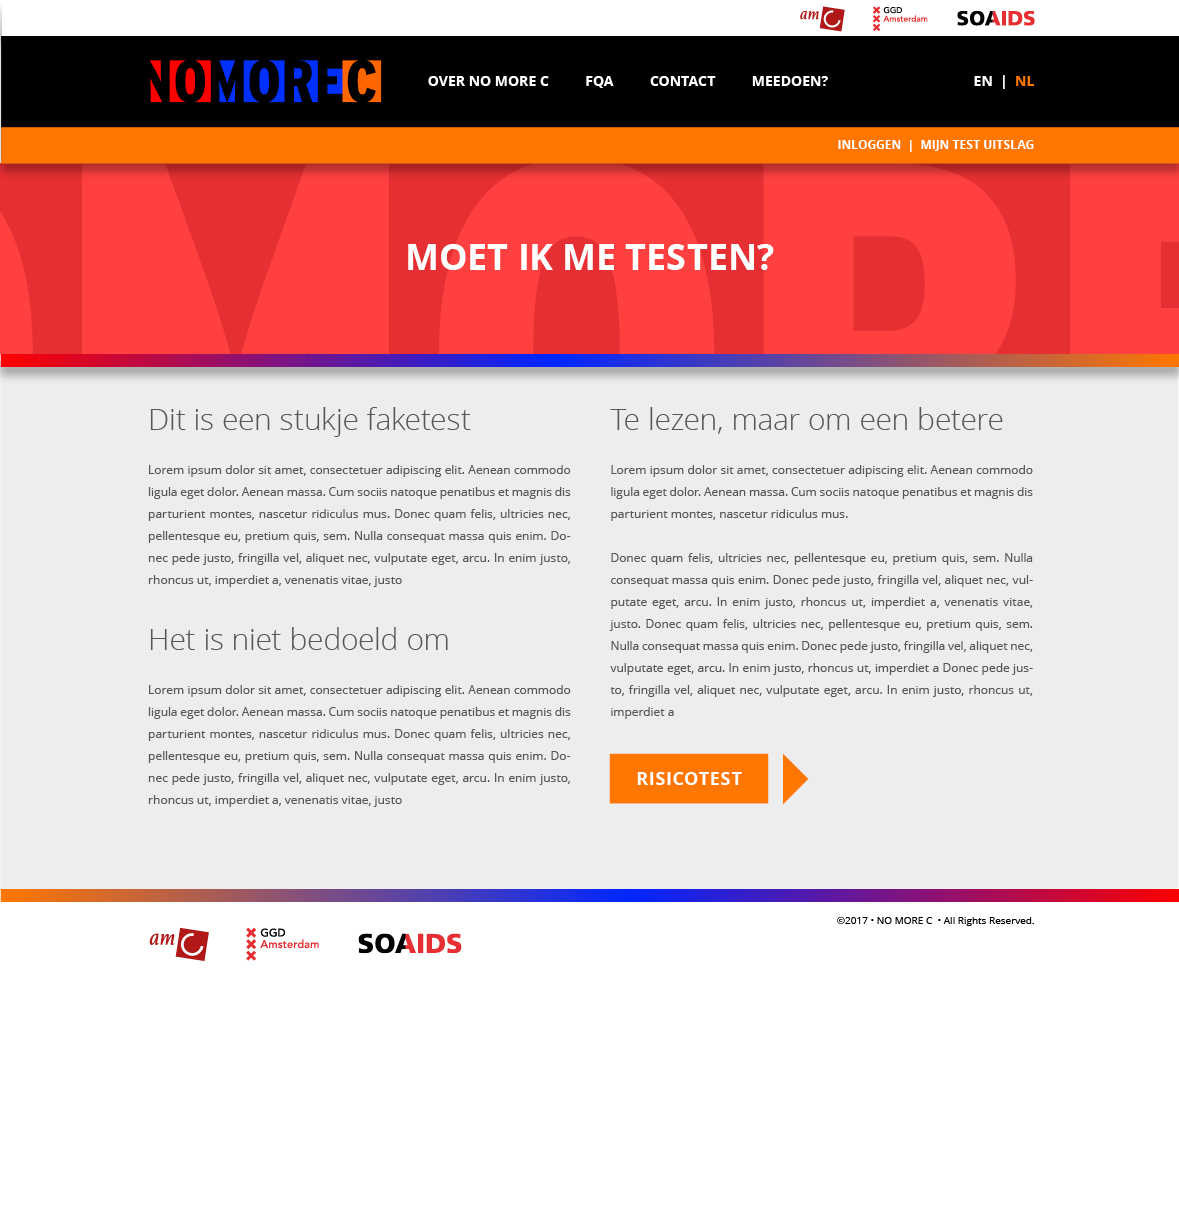 amC GGD Amsterdam SOAIDS
NOMOREC OVER NO MORE C FQA CONTACT MEEDOEN? EN | NL
INLOGGEN | MIJN TEST UITSLAG
MOET IK ME TESTEN?
Dit is een stukje faketest
Lorem ipsum dolor sit amet, consectetuer adipiscing elit. Aenean commodo
ligula eget dolor. Aenean massa. Cum sociis natoque penatibus et magnis dis
parturient montes, nascetur ridiculus mus. Donec quam felis, ultricies nec,
pellentesque eu, pretium quis, sem. Nulla consequat massa quis enim. Do-
nec pede justo, fringilla vel, aliquet nec, vulputate eget, arcu. In enim justo,
rhoncus ut, imperdiet a, venenatis vitae, justo
Het is niet bedoeld om
Lorem ipsum dolor sit amet, consectetuer adipiscing elit. Aenean commodo
ligula eget dolor. Aenean massa. Cum sociis natoque penatibus et magnis dis
parturient montes, nascetur ridiculus mus. Donec quam felis, ultricies nec,
pellentesque eu, pretium quis, sem. Nulla consequat massa quis enim. Do-
nec pede justo, fringilla vel, aliquet nec, vulputate eget, arcu. In enim justo,
rhoncus ut, imperdiet a, venenatis vitae, justo
Te lezen, maar om een betere
Lorem ipsum dolor sit amet, consectetuer adipiscing elit. Aenean commodo
ligula eget dolor. Aenean massa. Cum sociis natoque penatibus et magnis dis
parturient montes, nascetur ridiculus mus.
Donec quam felis, ultricies nec, pellentesque eu, pretium quis, sem. Nulla
consequat massa quis enim. Donec pede justo, fringilla vel, aliquet nec, vul-
putate eget, arcu. In enim justo, rhoncus ut, imperdiet a, venenatis vitae,
justo. Donec quam felis, ultricies nec, pellentesque eu, pretium quis, sem.
Nulla consequat massa quis enim. Donec pede justo, fringilla vel, aliquet nec,
vulputate eget, arcu. In enim justo, rhoncus ut, imperdiet a Donec pede jus-
to, fringilla vel, aliquet nec, vulputate eget, arcu. In enim justo, rhoncus ut,
imperdiet a
RISICOTEST
©2017 • NO MORE C • All Rights Reserved.
amC GGD Amsterdam SOAIDS